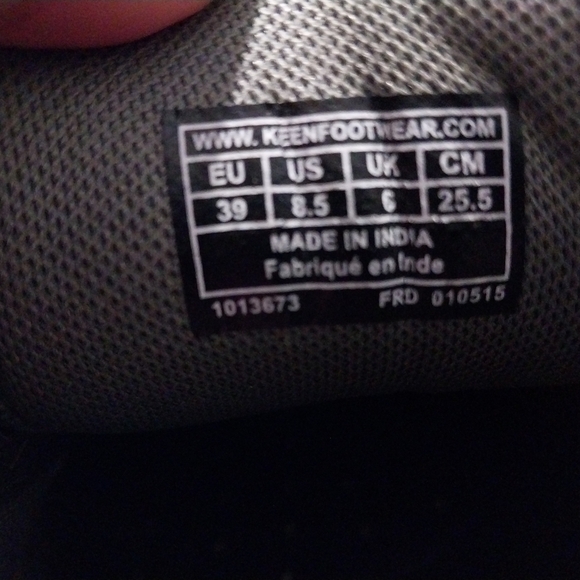 WWW.KEENFOOTWEAR.COM
EU US UK CM
39 8.5 6 25.5
MADE IN INDIA
Fabriqué en Inde
1013673 FRD 010515